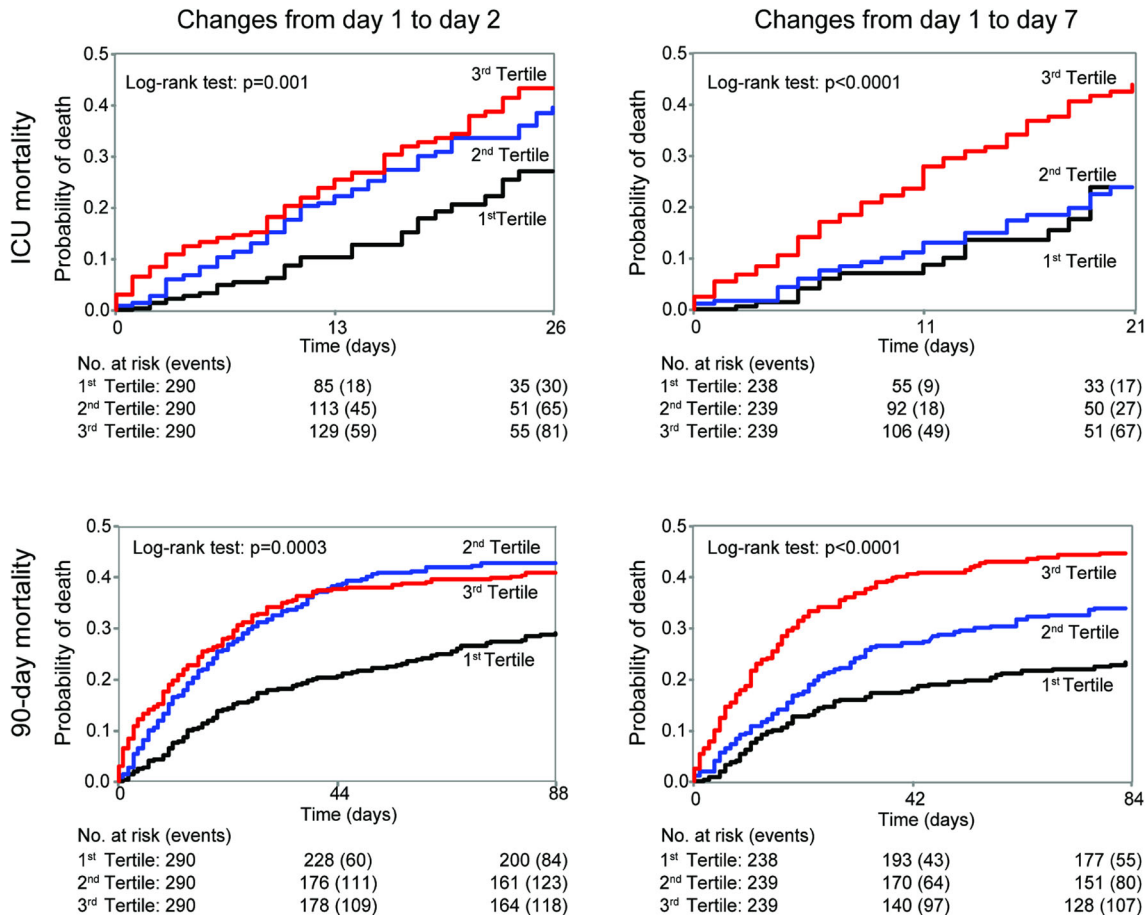 Changes from day 1 to day 2
Changes from day 1 to day 7
ICU mortality
Probability of death
0.5
0.4
0.3
0.2
0.1
0.0
Log-rank test: p=0.001
3rd Tertile
2nd Tertile
1st Tertile
0 13 26
Time (days)
No. at risk (events)
1st Tertile: 290 85 (18) 35 (30)
2nd Tertile: 290 113 (45) 51 (65)
3rd Tertile: 290 129 (59) 55 (81)
Probability of death
0.5
0.4
0.3
0.2
0.1
0.0
Log-rank test: p<0.0001
3rd Tertile
2nd Tertile
1st Tertile
0 11 21
Time (days)
No. at risk (events)
1st Tertile: 238 55 (9) 33 (17)
2nd Tertile: 239 92 (18) 50 (27)
3rd Tertile: 239 106 (49) 51 (67)
90-day mortality
Probability of death
0.5
0.4
0.3
0.2
0.1
0.0
Log-rank test: p=0.0003
2nd Tertile
3rd Tertile
1st Tertile
0 44 88
Time (days)
No. at risk (events)
1st Tertile: 290 228 (60) 200 (84)
2nd Tertile: 290 176 (111) 161 (123)
3rd Tertile: 290 178 (109) 164 (118)
Probability of death
0.5
0.4
0.3
0.2
0.1
0.0
Log-rank test: p<0.0001
3rd Tertile
2nd Tertile
1st Tertile
0 42 84
Time (days)
No. at risk (events)
1st Tertile: 238 193 (43) 177 (55)
2nd Tertile: 239 170 (64) 151 (80)
3rd Tertile: 239 140 (97) 128 (107)